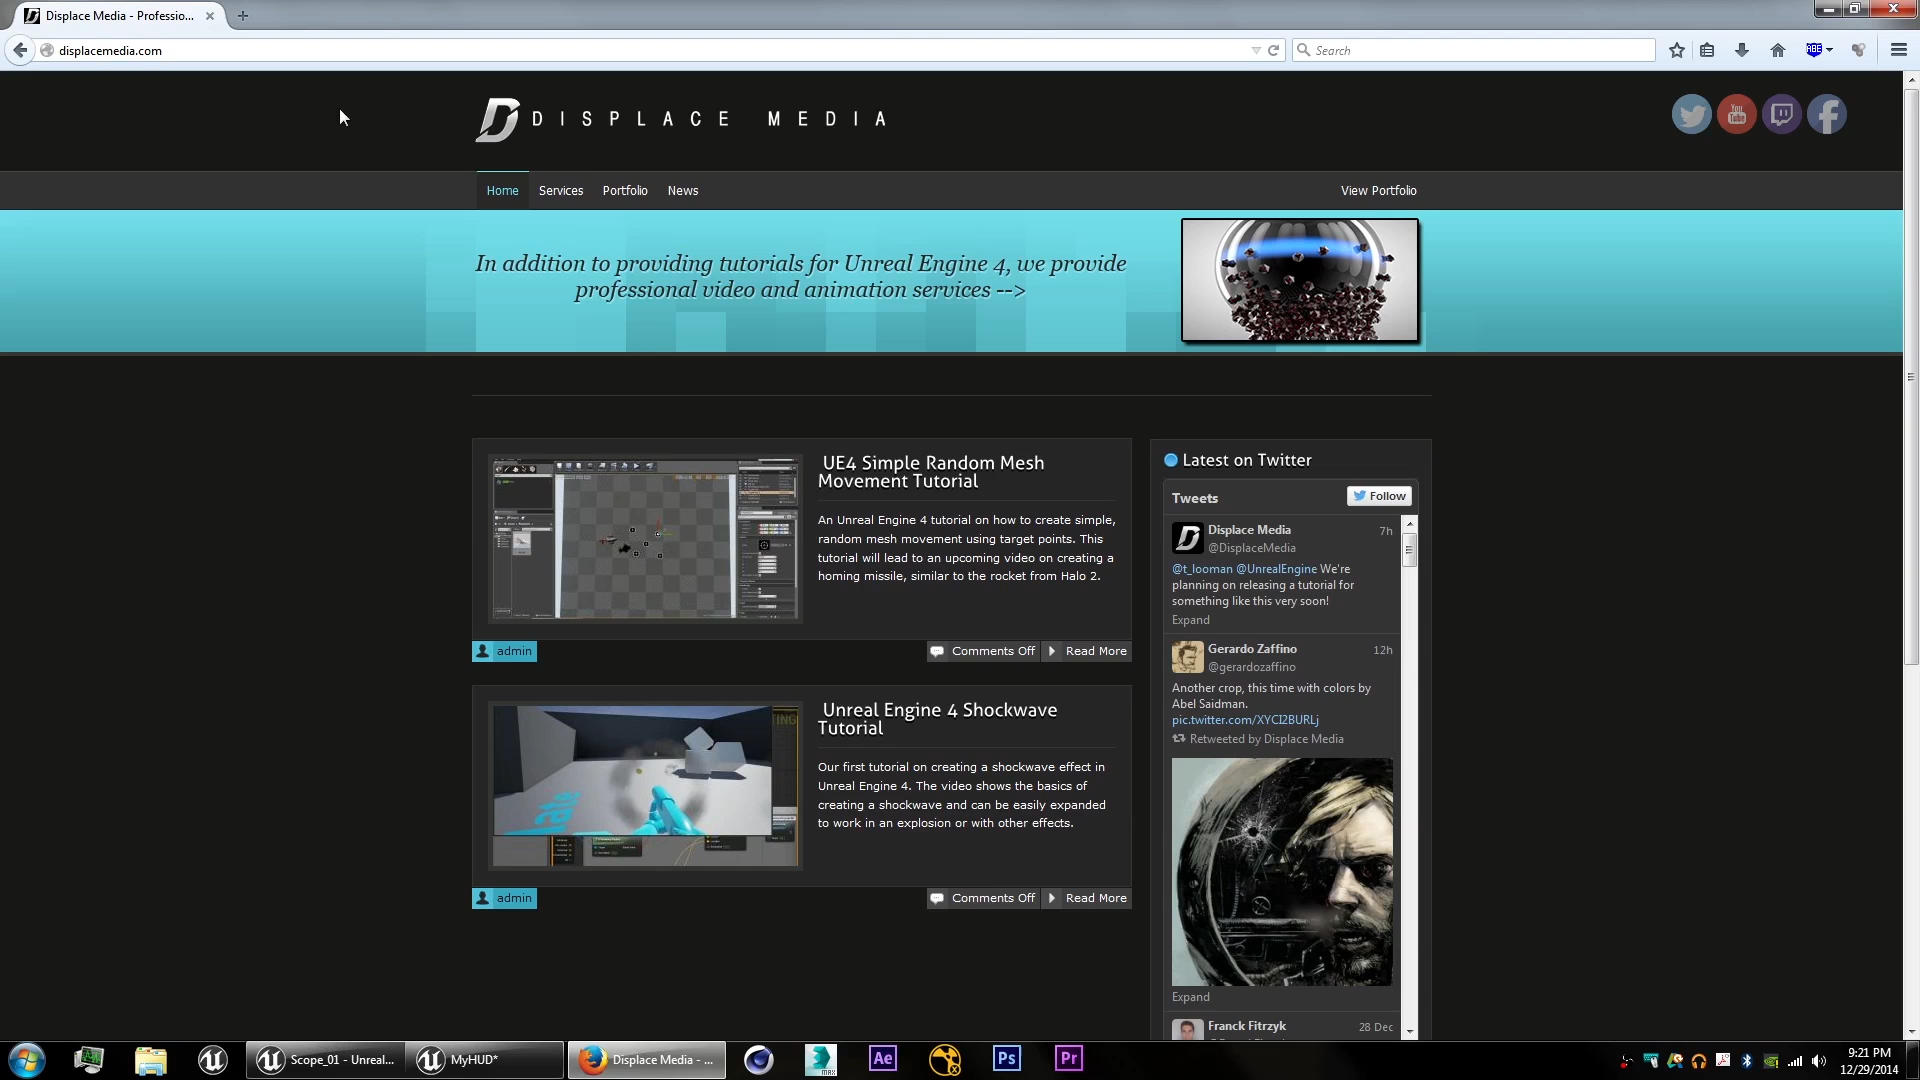 Displace Media - Professio...
displacemedia.com
Search
ABE
DISPLACE MEDIA
You
Tube
Home
Services
Portfolio
News
View Portfolio
In addition to providing tutorials for Unreal Engine 4, we provide
professional video and animation services -->
UE4 Simple Random Mesh
Movement Tutorial
An Unreal Engine 4 tutorial on how to create simple,
random mesh movement using target points. This
tutorial will lead to an upcoming video on creating a
homing missile, similar to the rocket from Halo 2.
admin
Comments Off
Read More
Unreal Engine 4 Shockwave
Tutorial
Our first tutorial on creating a shockwave effect in
Unreal Engine 4. The video shows the basics of
creating a shockwave and can be easily expanded
to work in an explosion or with other effects.
admin
Comments Off
Read More
Latest on Twitter
Tweets
Follow
Displace Media
7h
@DisplaceMedia
@t_looman @UnrealEngine We're
planning on releasing a tutorial for
something like this very soon!
Expand
Gerardo Zaffino
12h
@gerardozaffino
Another crop, this time with colors by
Abel Saidman.
pic.twitter.com/XYCI2BURLj
Retweeted by Displace Media
Expand
Franck Fitrzyk
28 Dec
Scope_01 - Unreal...
MyHUD*
Displace Media - ...
MAX
Ae
Ps
Pr
9:21 PM
12/29/2014